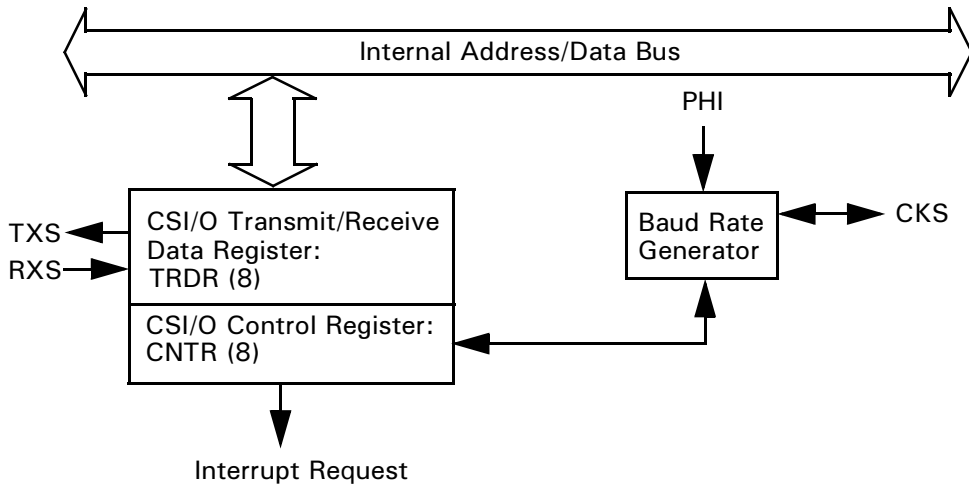 Internal Address/Data Bus
PHI
TXS
RXS
CSI/O Transmit/Receive
Data Register:
TRDR (8)
Baud Rate
Generator
CKS
CSI/O Control Register:
CNTR (8)
Interrupt Request